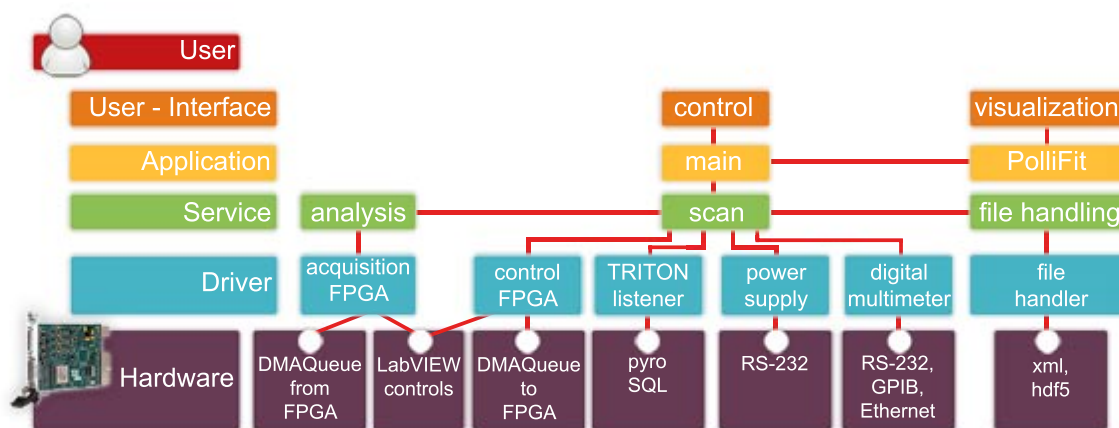 User
User - Interface
control
visualization
Application
main
PolliFit
Service
analysis
scan
file handling
Driver
acquisition
FPGA
control
FPGA
TRITON
listener
power
supply
digital
multimeter
file
handler
Hardware
DMAQueue
from
FPGA
LabVIEW
controls
DMAQueue
to
FPGA
pyro
SQL
RS-232
RS-232,
GPIB,
Ethernet
xml,
hdf5